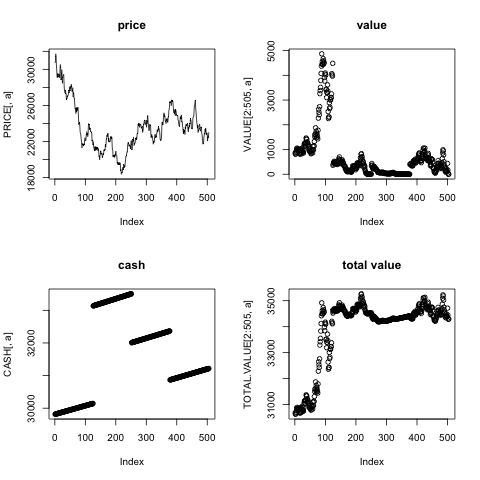 price
PRICE[, a]
18000 22000 26000 30000
0 100 200 300 400 500
Index
value
VALUE[2:505, a]
0 1000 3000 5000
0 100 200 300 400 500
Index
cash
CASH[, a]
30000 32000
0 100 200 300 400 500
Index
total value
TOTAL.VALUE[2:505, a]
31000 33000 35000
0 100 200 300 400 500
Index